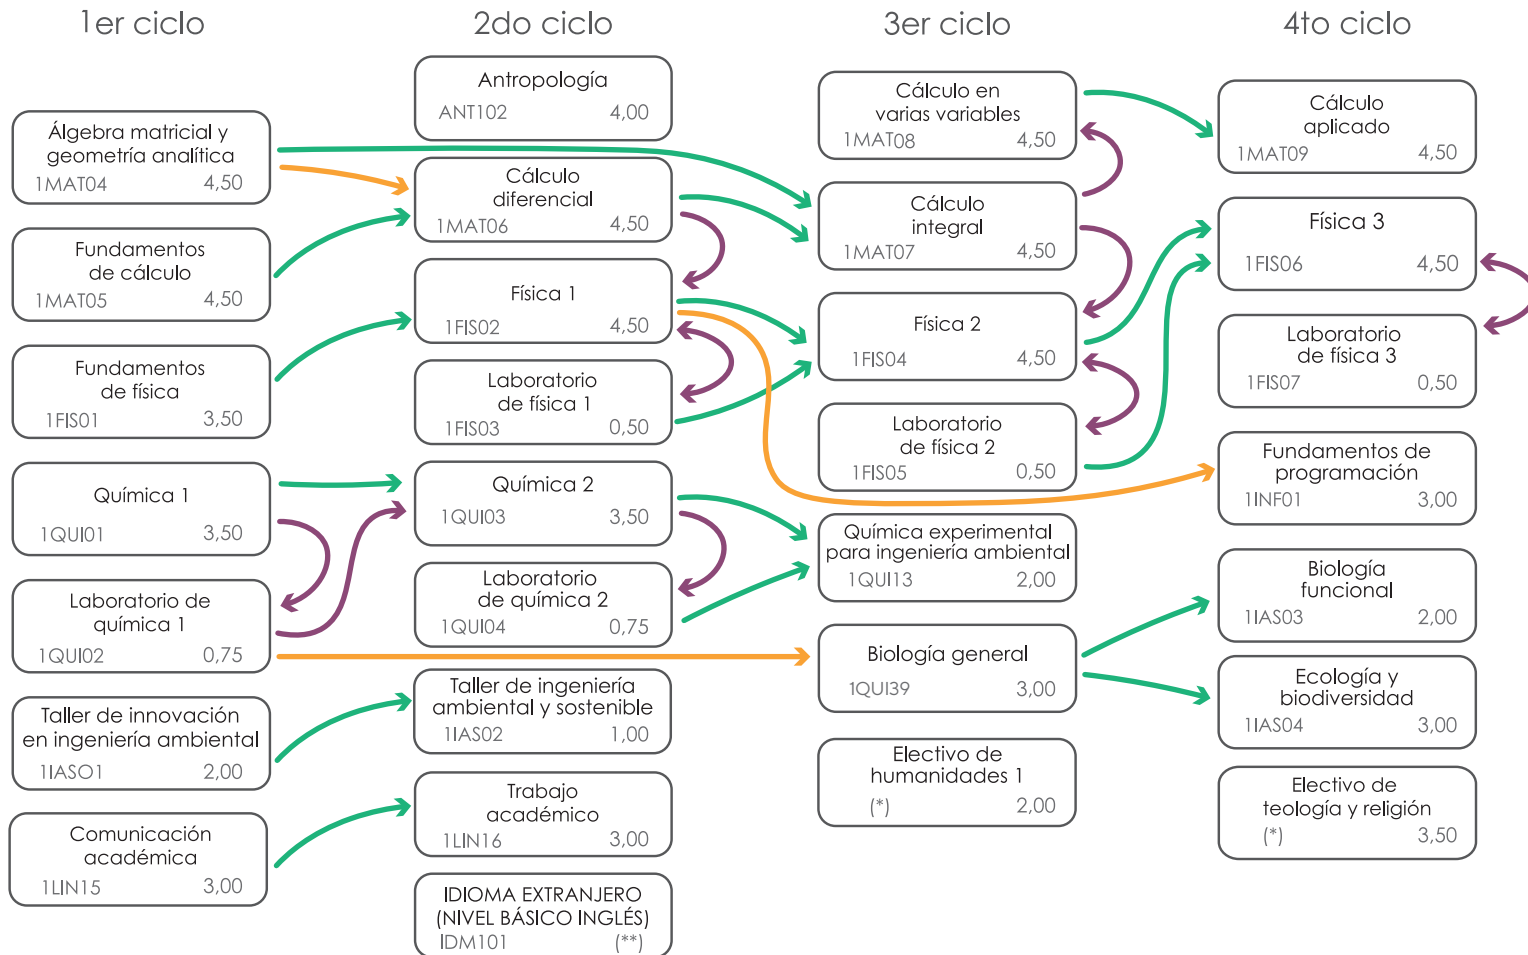 1er ciclo
Álgebra matricial y
geometría analítica
1MAT04 4,50
Fundamentos
de cálculo
1MAT05 4,50
Fundamentos
de física
1FIS01 3,50
Química 1
1QUI01 3,50
Laboratorio de
química 1
1QUI02 0,75
Taller de innovación
en ingeniería ambiental
1IASO1 2,00
Comunicación
académica
1LIN15 3,00
2do ciclo
Antropología
ANT102 4,00
Cálculo
diferencial
1MAT06 4,50
Física 1
1FIS02 4,50
Laboratorio
de física 1
1FIS03 0,50
Química 2
1QUI03 3,50
Laboratorio
de química 2
1QUI04 0,75
Taller de ingeniería
ambiental y sostenible
1IAS02 1,00
Trabajo
académico
1LIN16 3,00
IDIOMA EXTRANJERO
(NIVEL BÁSICO INGLÉS)
IDM101 (**)
3er ciclo
Cálculo en
varias variables
1MAT08 4,50
Cálculo
integral
1MAT07 4,50
Física 2
1FIS04 4,50
Laboratorio
de física 2
1FIS05 0,50
Química experimental
para ingeniería ambiental
1QUI13 2,00
Biología general
1QUI39 3,00
Electivo de
humanidades 1
(*) 2,00
4to ciclo
Cálculo
aplicado
1MAT09 4,50
Física 3
1FIS06 4,50
Laboratorio
de física 3
1FIS07 0,50
Fundamentos de
programación
1INF01 3,00
Biología
funcional
1IAS03 2,00
Ecología y
biodiversidad
1IAS04 3,00
Electivo de
teología y religión
(*) 3,50